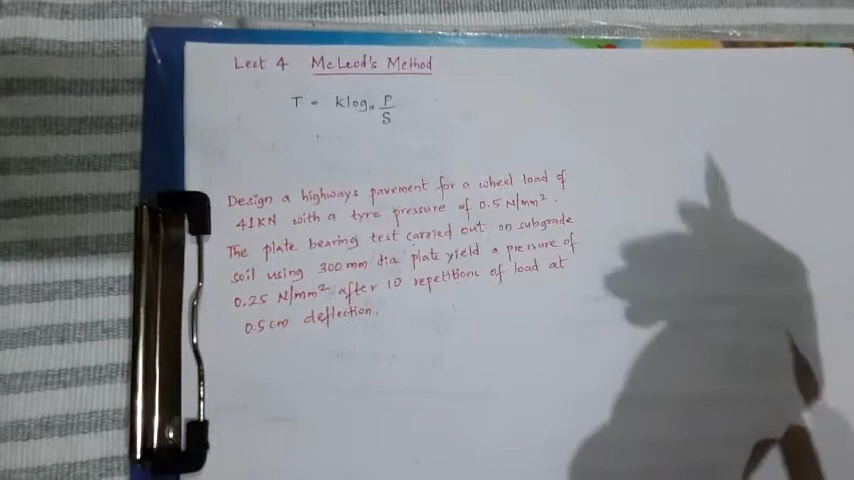 Lect 4 McLeod's Method
T = klog₁₀ P/S
Design a highways pavement for a wheel load of
41KN with a tyre pressure of 0.5 N/mm².
The plate bearing test carried out on subgrade
soil using 300mm dia plate yield a pressure of
0.25 N/mm² after 10 repetitions of load at
0.5cm deflection.